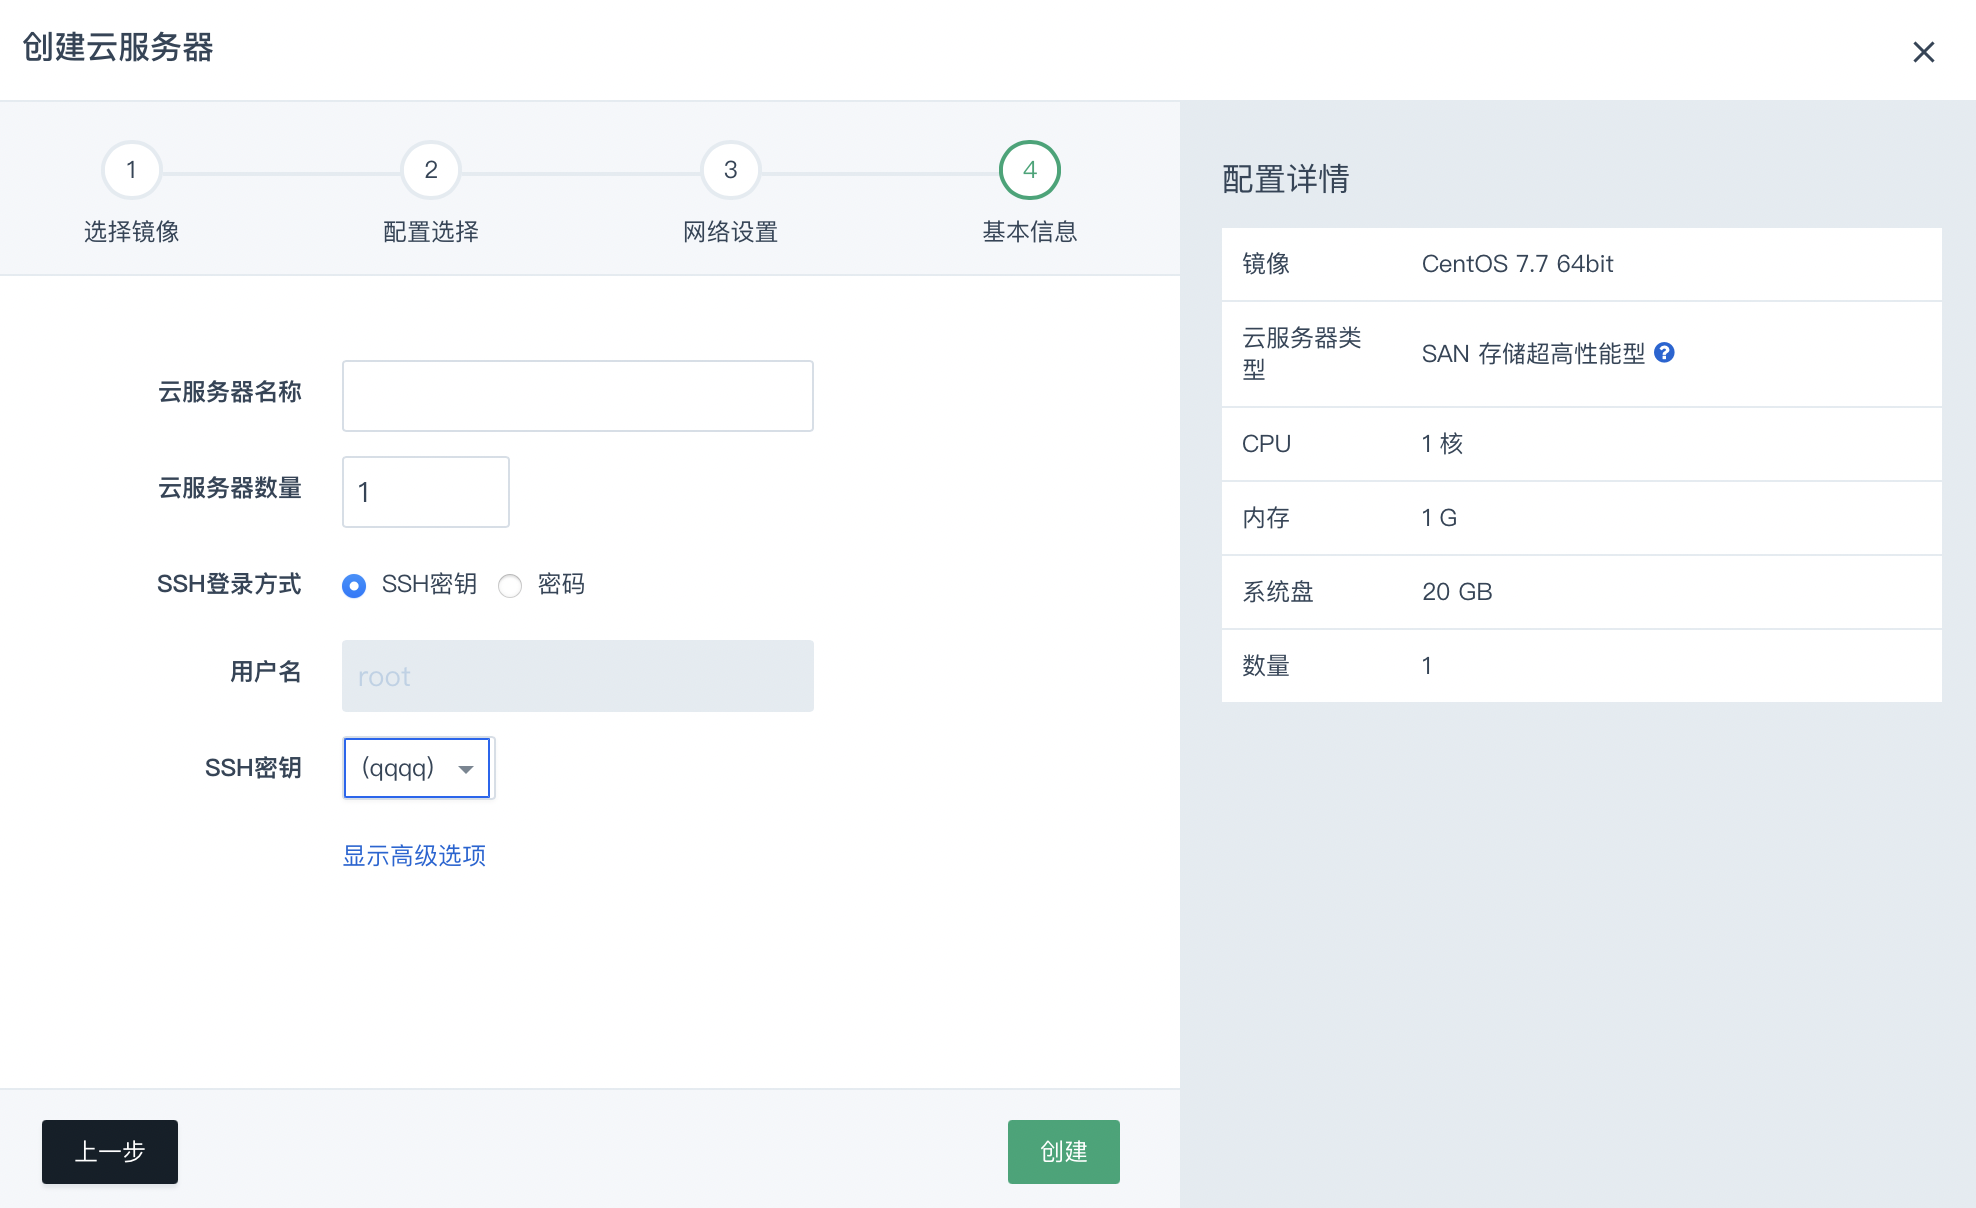 创建云服务器
1
2
3
4
选择镜像
配置选择
网络设置
基本信息
云服务器名称
云服务器数量
1
SSH登录方式
SSH密钥
密码
用户名
root
SSH密钥
(qqqq)
显示高级选项
上一步
创建
配置详情
镜像
CentOS 7.7 64bit
云服务器类
型
SAN 存储超高性能型 ?
CPU
1 核
内存
1 G
系统盘
20 GB
数量
1